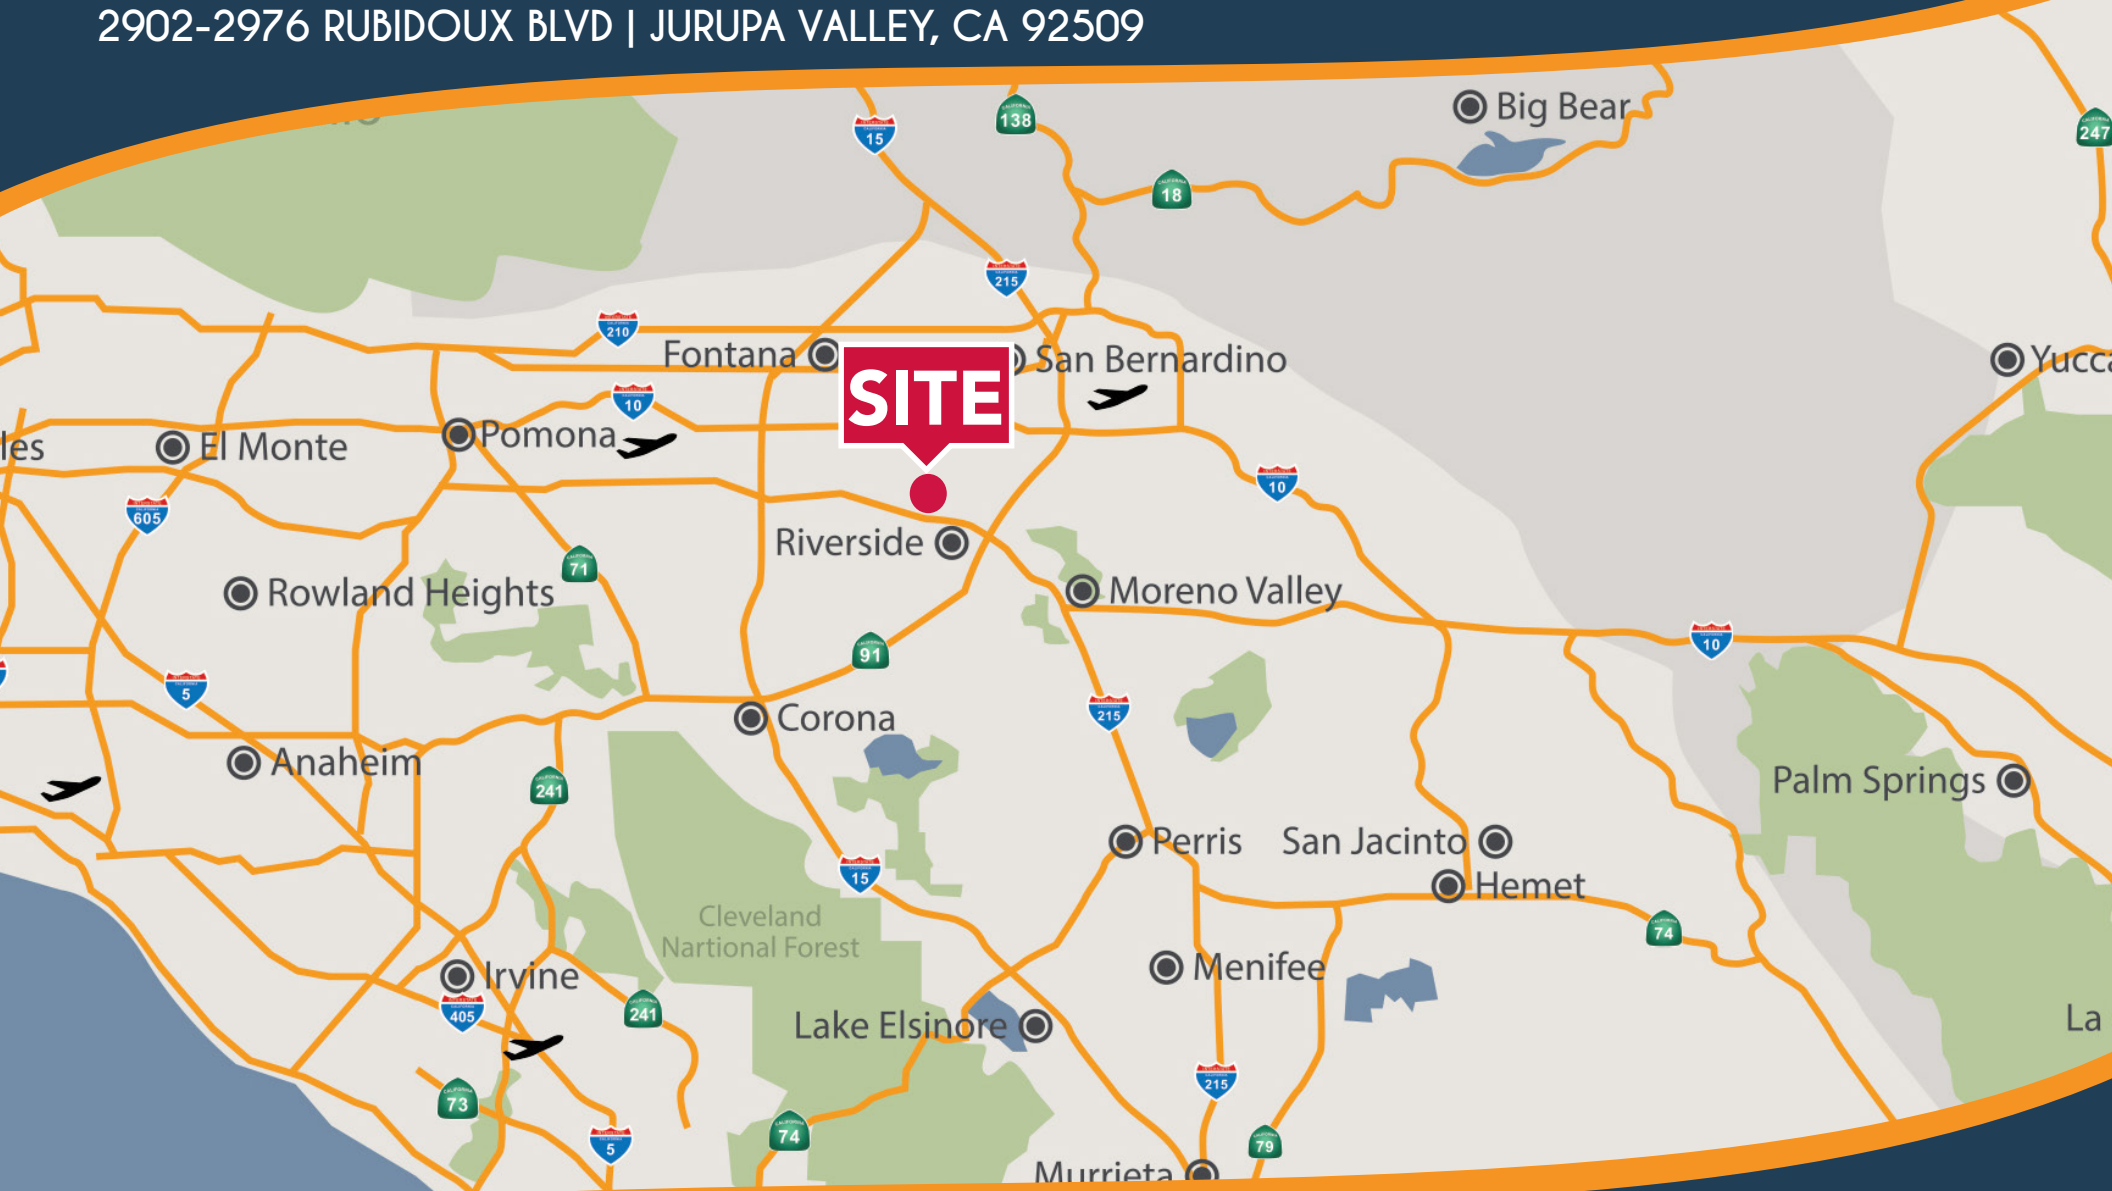 2902-2976 RUBIDOUX BLVD | JURUPA VALLEY, CA 92509
Big Bear
15
138
247
18
215
210
Fontana
San Bernardino
SITE
Yucca
10
les
El Monte
Pomona
10
605
Riverside
71
Rowland Heights
Moreno Valley
91
10
5
215
Corona
Anaheim
241
Palm Springs
Perris
San Jacinto
15
Hemet
Cleveland
Nartional Forest
74
Irvine
Menifee
405
241
Lake Elsinore
La
215
73
74
5
79
Murrieta